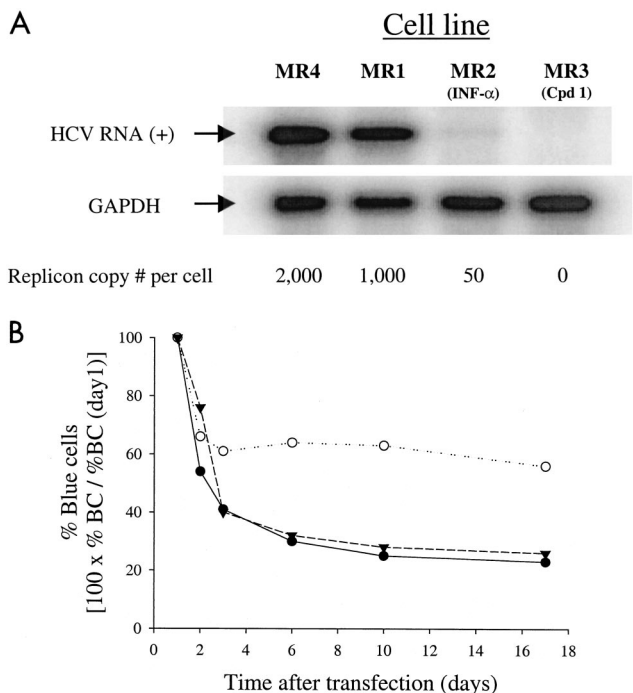 A
Cell line
MR4 MR1 MR2 MR3
(INF-α) (Cpd 1)
HCV RNA (+)
GAPDH
Replicon copy # per cell 2,000 1,000 50 0
B
% Blue cells
[100 x % BC / %BC (day1)]
100
80
60
40
20
0
0 2 4 6 8 10 12 14 16 18
Time after transfection (days)